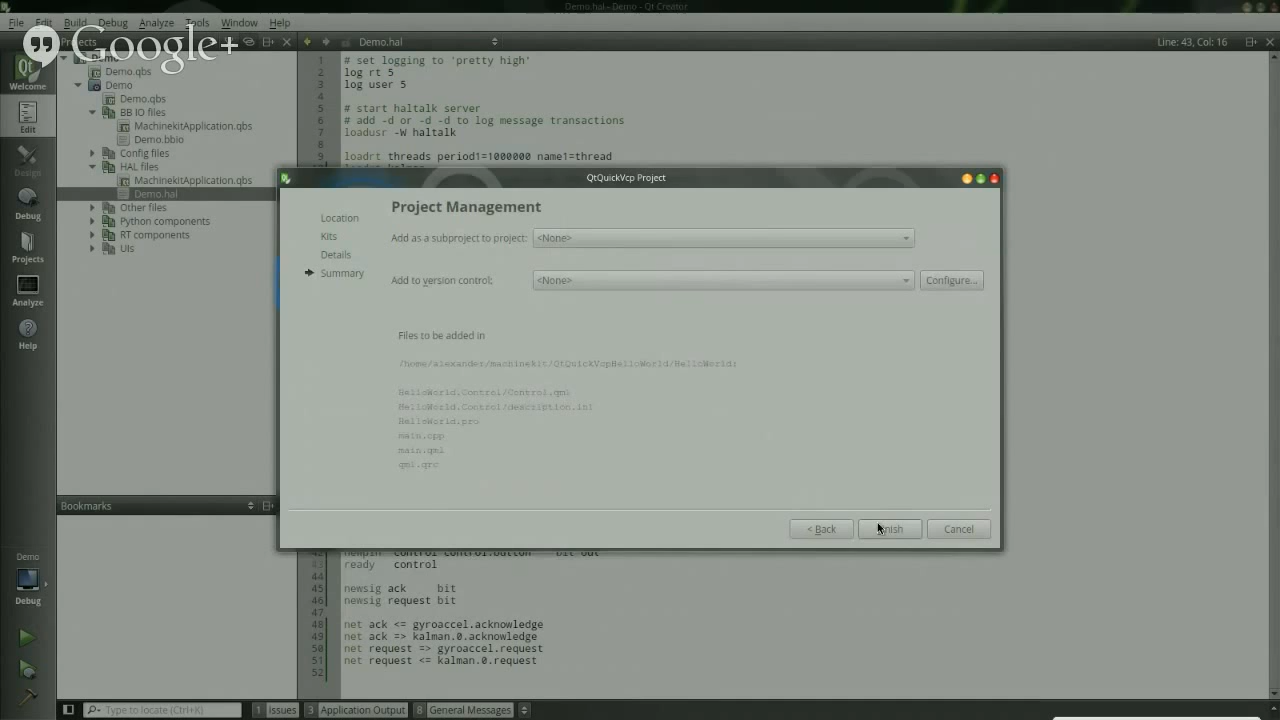 Demo.hal - Demo - Qt Creator
File Edit Build Debug Analyze Tools Window Help
Google+
Projects
Demo.hal
Line: 43, Col: 16
Welcome
Edit
Design
Debug
Projects
Analyze
Help
Demo
Demo.qbs
Demo
Demo.qbs
BB IO files
MachinekitApplication.qbs
Demo.bbio
Config files
HAL files
MachinekitApplication.qbs
Demo.hal
Other files
Python components
RT components
UIs
1 # set logging to 'pretty high'
2 log rt 5
3 log user 5
4
5 # start haltalk server
6 # add -d or -d -d to log message transactions
7 loadusr -W haltalk
8
9 loadrt threads period1=1000000 name1=thread
QtQuickVcp Project
Location
Kits
Details
Summary
Project Management
Add as a subproject to project: <None>
Add to version control: <None> Configure...
Files to be added in
/home/alexander/machinekit/QtQuickVcpHelloWorld/HelloWorld:
HelloWorld.Control/Control.qml
HelloWorld.Control/description.ini
HelloWorld.pro
main.cpp
main.qml
qml.qrc
< Back Finish Cancel
Bookmarks
42 newpin control control.button bit out
43 ready control
44
45 newsig ack bit
46 newsig request bit
47
48 net ack <= gyroaccel.acknowledge
49 net ack => kalman.0.acknowledge
50 net request => gyroaccel.request
51 net request <= kalman.0.request
52
Demo
Debug
Type to locate (Ctrl+K)
1 Issues 3 Application Output 8 General Messages